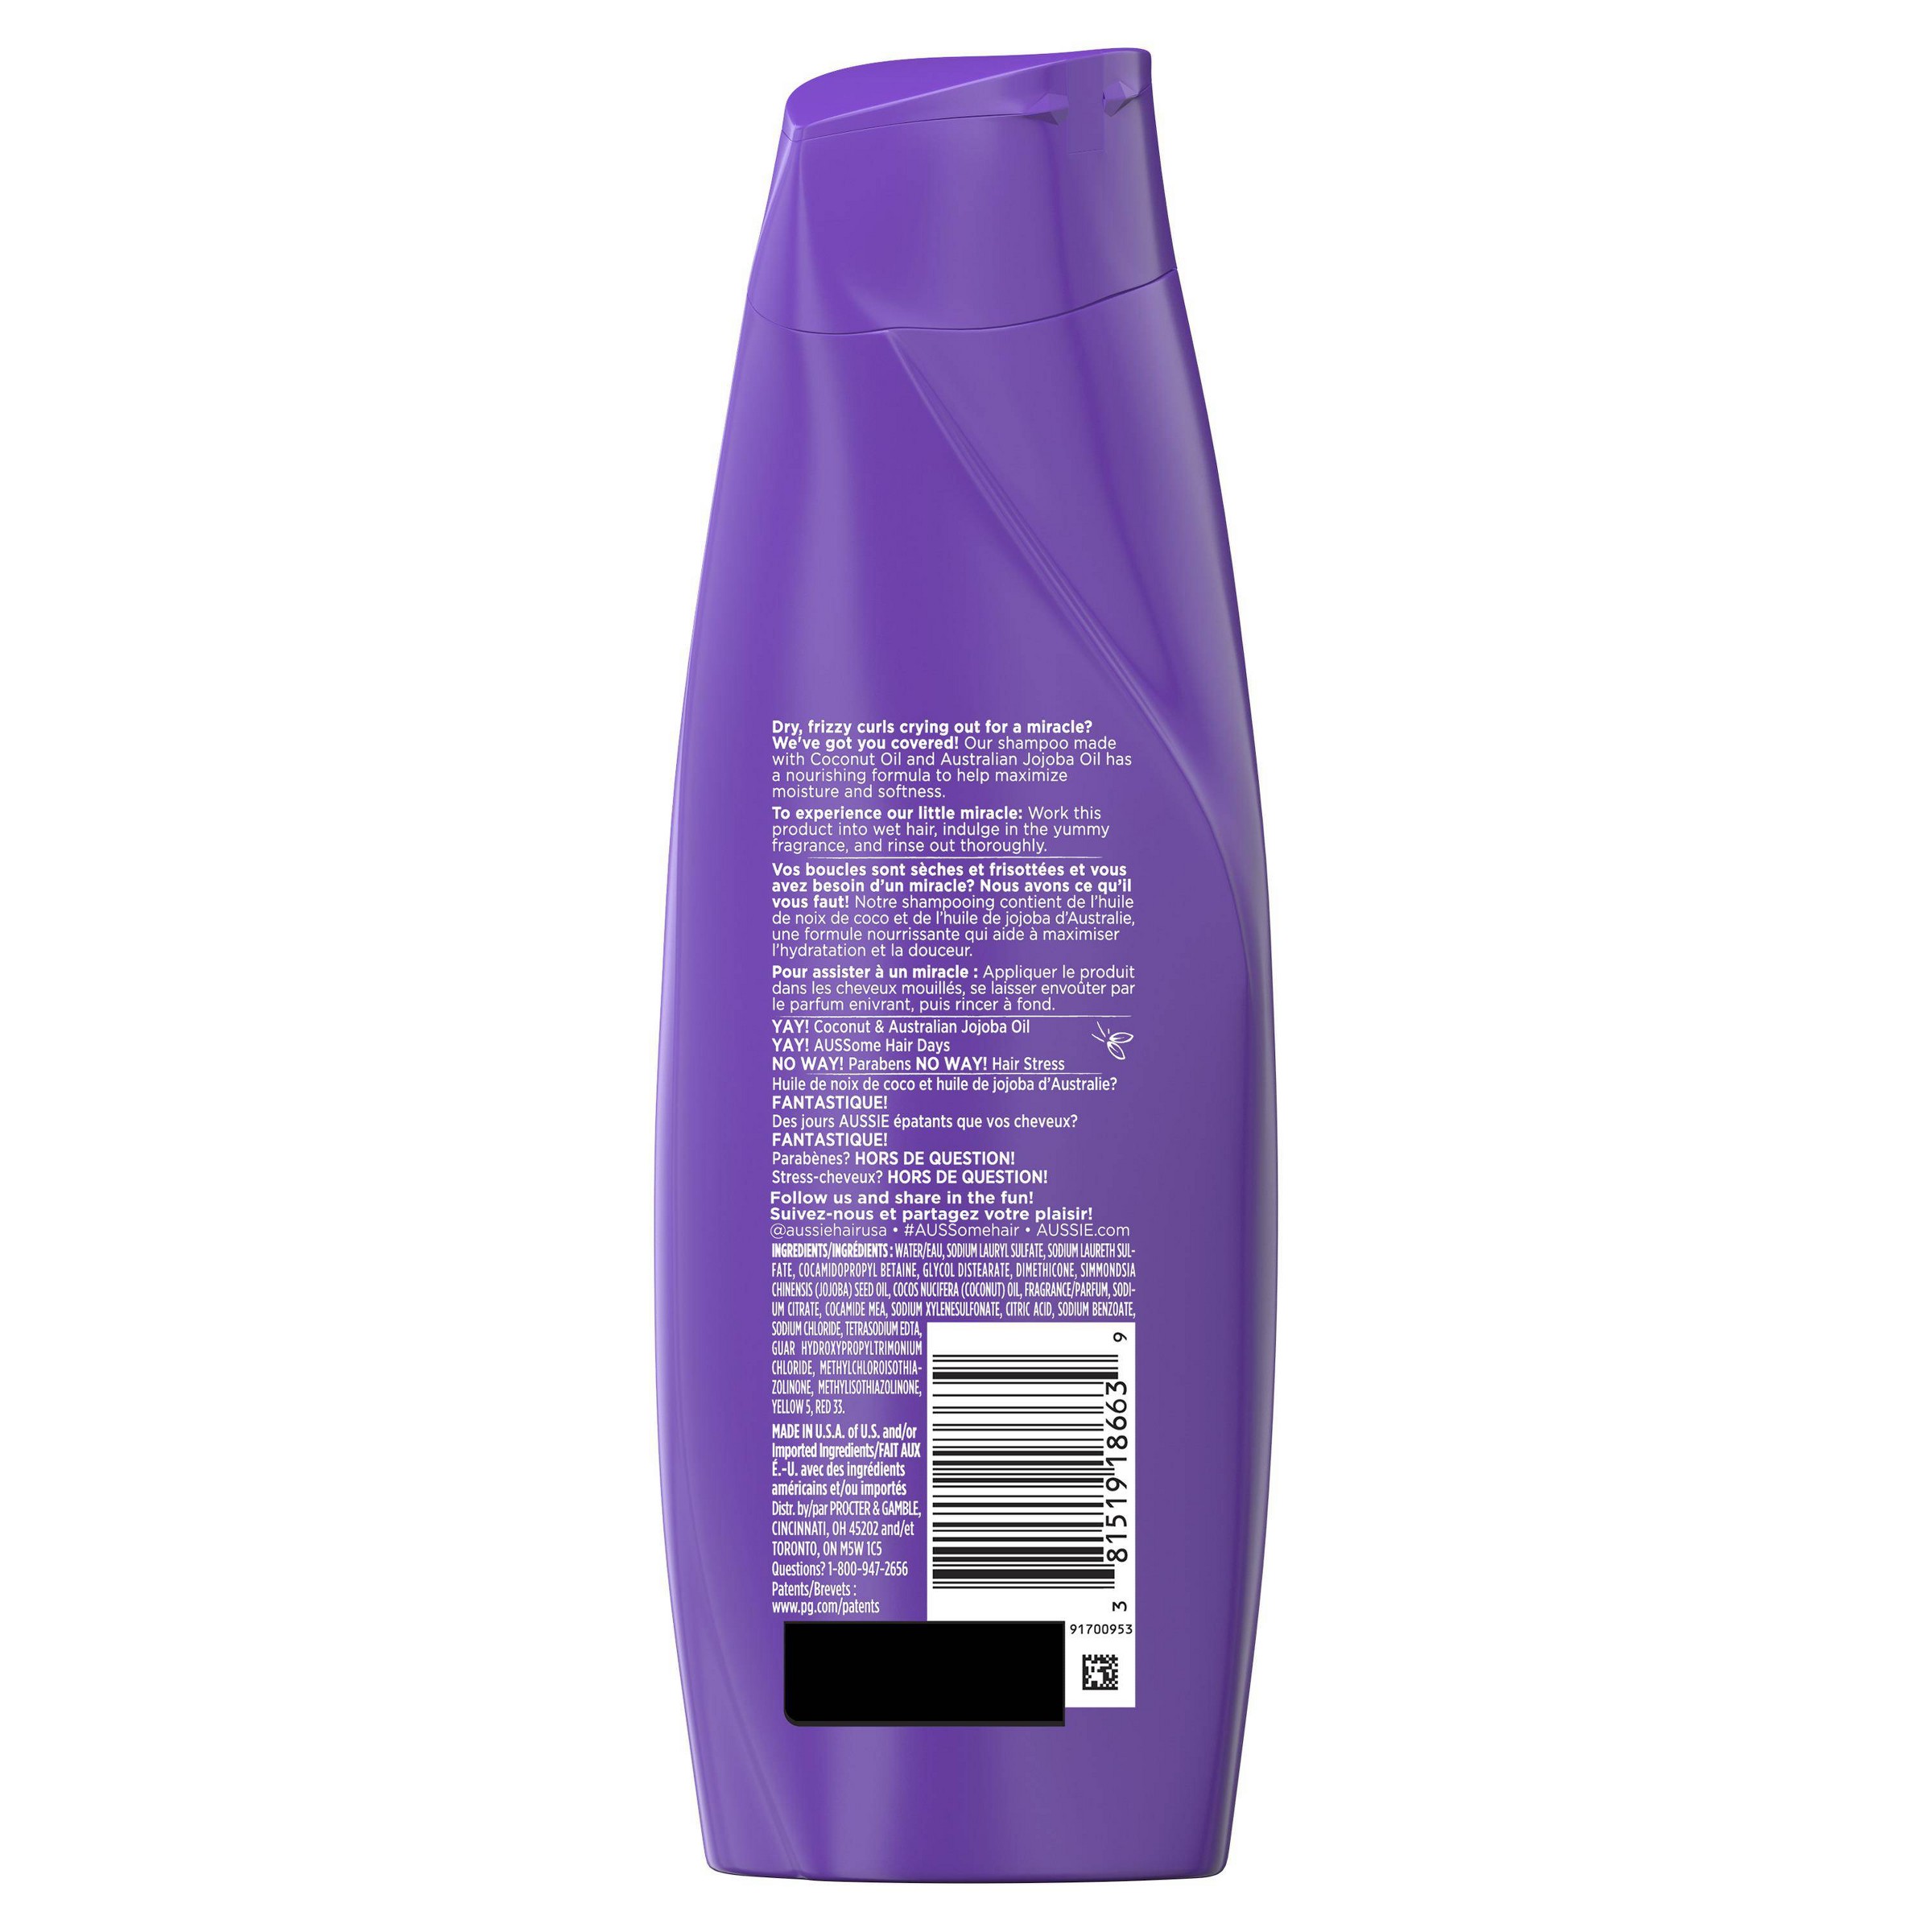 Dry, frizzy curls crying out for a miracle?
We've got you covered! Our shampoo made
with Coconut Oil and Australian Jojoba Oil has
a nourishing formula to help maximize
moisture and softness.
To experience our little miracle: Work this
product into wet hair, indulge in the yummy
fragrance, and rinse out thoroughly.
Vos boucles sont sèches et frisottées et vous
avez besoin d'un miracle? Nous avons ce qu'il
vous faut! Notre shampooing contient de l'huile
de noix de coco et de l'huile de jojoba d'Australie,
une formule nourrissante qui aide à maximiser
l'hydratation et la douceur.
Pour assister à un miracle : Appliquer le produit
dans les cheveux mouillés, se laisser envoûter par
le parfum enivrant, puis rincer à fond.
YAY! Coconut & Australian Jojoba Oil
YAY! AUSSome Hair Days
NO WAY! Parabens NO WAY! Hair Stress
Huile de noix de coco et huile de jojoba d'Australie?
FANTASTIQUE!
Des jours AUSSIE épatants que vos cheveux?
FANTASTIQUE!
Parabènes? HORS DE QUESTION!
Stress-cheveux? HORS DE QUESTION!
Follow us and share in the fun!
Suivez-nous et partagez votre plaisir!
@aussiehairusa • #AUSSomehair • AUSSIE.com
INGREDIENTS/INGRÉDIENTS : WATER/EAU, SODIUM LAURYL SULFATE, SODIUM LAURETH SUL-
FATE, COCAMIDOPROPYL BETAINE, GLYCOL DISTEARATE, DIMETHICONE, SIMMONDSIA
CHINENSIS (JOJOBA) SEED OIL, COCOS NUCIFERA (COCONUT) OIL, FRAGRANCE/PARFUM, SODI-
UM CITRATE, COCAMIDE MEA, SODIUM XYLENESULFONATE, CITRIC ACID, SODIUM BENZOATE,
SODIUM CHLORIDE, TETRASODIUM EDTA,
GUAR HYDROXYPROPYLTRIMONIUM
CHLORIDE, METHYLCHLOROISOTHIA-
ZOLINONE, METHYLISOTHIAZOLINONE,
YELLOW 5, RED 33.
MADE IN U.S.A. of U.S. and/or
Imported Ingredients/FAIT AUX
É.-U. avec des ingrédients
américains et/ou importés
Distr. by/par PROCTER & GAMBLE,
CINCINNATI, OH 45202 and/et
TORONTO, ON M5W 1C5
Questions? 1-800-947-2656
Patents/Brevets :
www.pg.com/patents
3 81519 18663 9
91700953